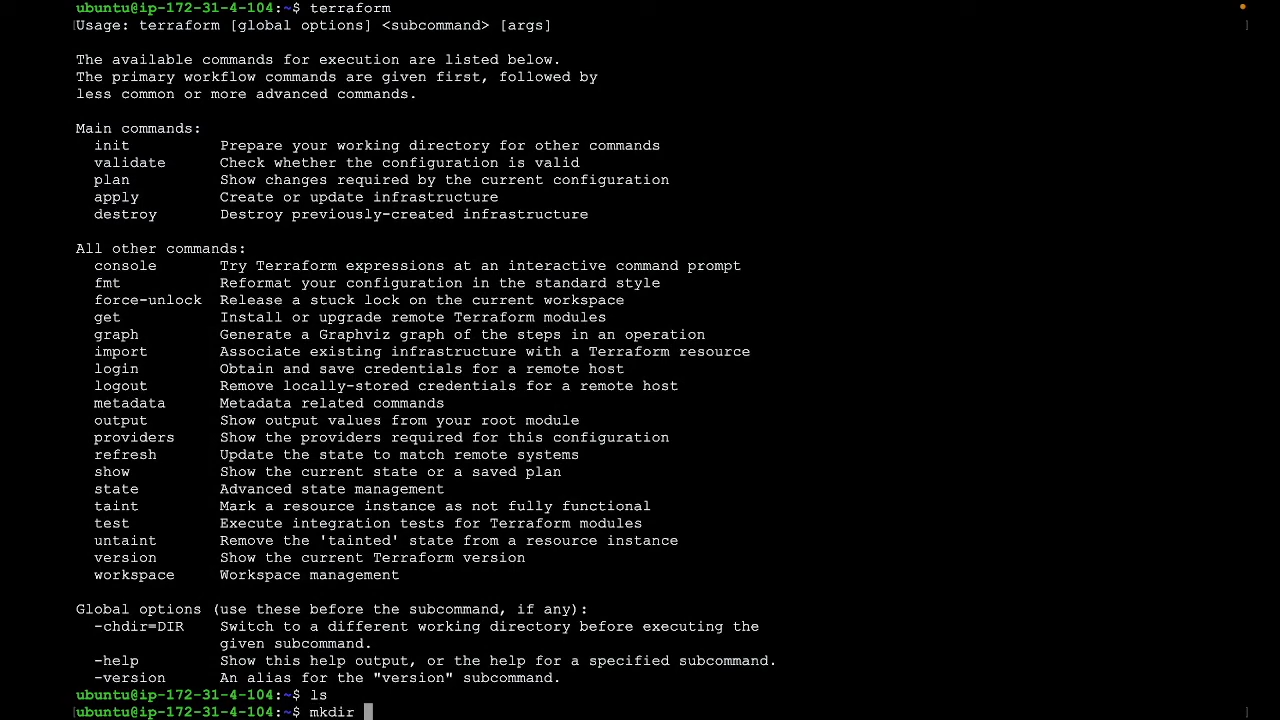 ubuntu@ip-172-31-4-104:~$ terraform
Usage: terraform [global options] <subcommand> [args]
The available commands for execution are listed below.
The primary workflow commands are given first, followed by
less common or more advanced commands.
Main commands:
init          Prepare your working directory for other commands
validate      Check whether the configuration is valid
plan          Show changes required by the current configuration
apply         Create or update infrastructure
destroy       Destroy previously-created infrastructure
All other commands:
console       Try Terraform expressions at an interactive command prompt
fmt           Reformat your configuration in the standard style
force-unlock  Release a stuck lock on the current workspace
get           Install or upgrade remote Terraform modules
graph         Generate a Graphviz graph of the steps in an operation
import        Associate existing infrastructure with a Terraform resource
login         Obtain and save credentials for a remote host
logout        Remove locally-stored credentials for a remote host
metadata      Metadata related commands
output        Show output values from your root module
providers     Show the providers required for this configuration
refresh       Update the state to match remote systems
show          Show the current state or a saved plan
state         Advanced state management
taint         Mark a resource instance as not fully functional
test          Execute integration tests for Terraform modules
untaint       Remove the 'tainted' state from a resource instance
version       Show the current Terraform version
workspace     Workspace management
Global options (use these before the subcommand, if any):
-chdir=DIR    Switch to a different working directory before executing the
given subcommand.
-help         Show this help output, or the help for a specified subcommand.
-version      An alias for the "version" subcommand.
ubuntu@ip-172-31-4-104:~$ ls
ubuntu@ip-172-31-4-104:~$ mkdir